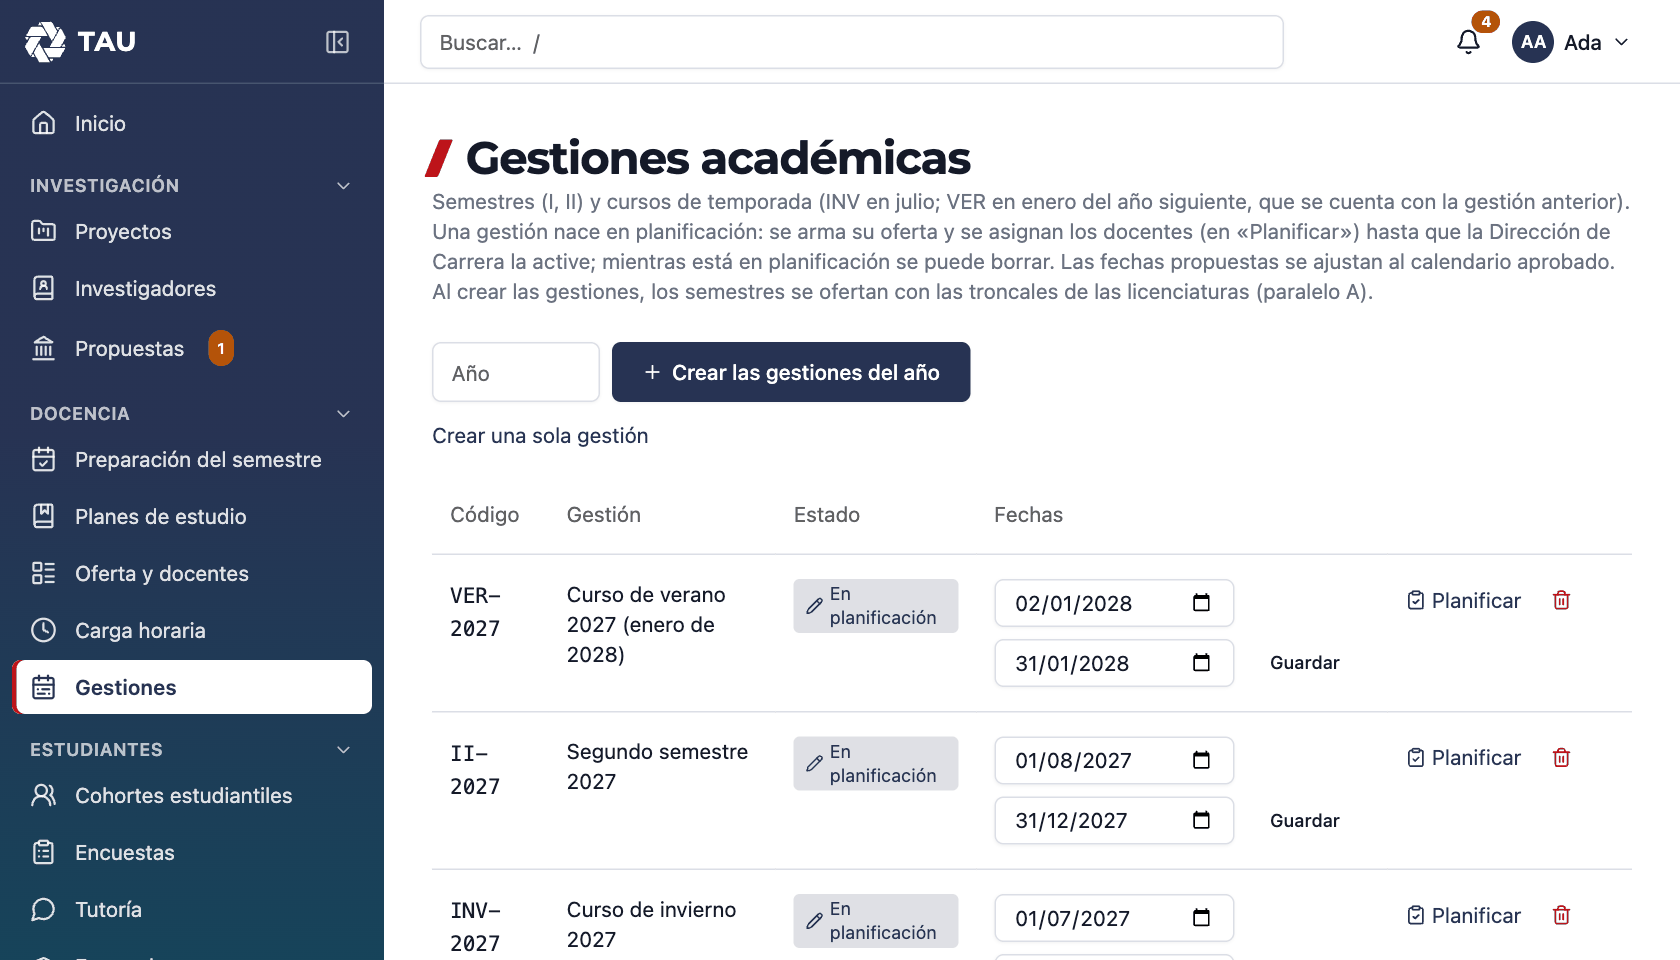 TAU
Buscar... /
4
AA
Ada
Inicio
INVESTIGACIÓN
Proyectos
Investigadores
Propuestas
1
DOCENCIA
Preparación del semestre
Planes de estudio
Oferta y docentes
Carga horaria
Gestiones
ESTUDIANTES
Cohortes estudiantiles
Encuestas
Tutoría
Gestiones académicas
Semestres (I, II) y cursos de temporada (INV en julio; VER en enero del año siguiente, que se cuenta con la gestión anterior).
Una gestión nace en planificación: se arma su oferta y se asignan los docentes (en «Planificar») hasta que la Dirección de
Carrera la active; mientras está en planificación se puede borrar. Las fechas propuestas se ajustan al calendario aprobado.
Al crear las gestiones, los semestres se ofertan con las troncales de las licenciaturas (paralelo A).
Año
+ Crear las gestiones del año
Crear una sola gestión
Código Gestión Estado Fechas
VER-
2027
Curso de verano
2027 (enero de
2028)
En
planificación
02/01/2028
31/01/2028
Guardar
Planificar
II-
2027
Segundo semestre
2027
En
planificación
01/08/2027
31/12/2027
Guardar
Planificar
INV-
2027
Curso de invierno
2027
En
planificación
01/07/2027
Planificar